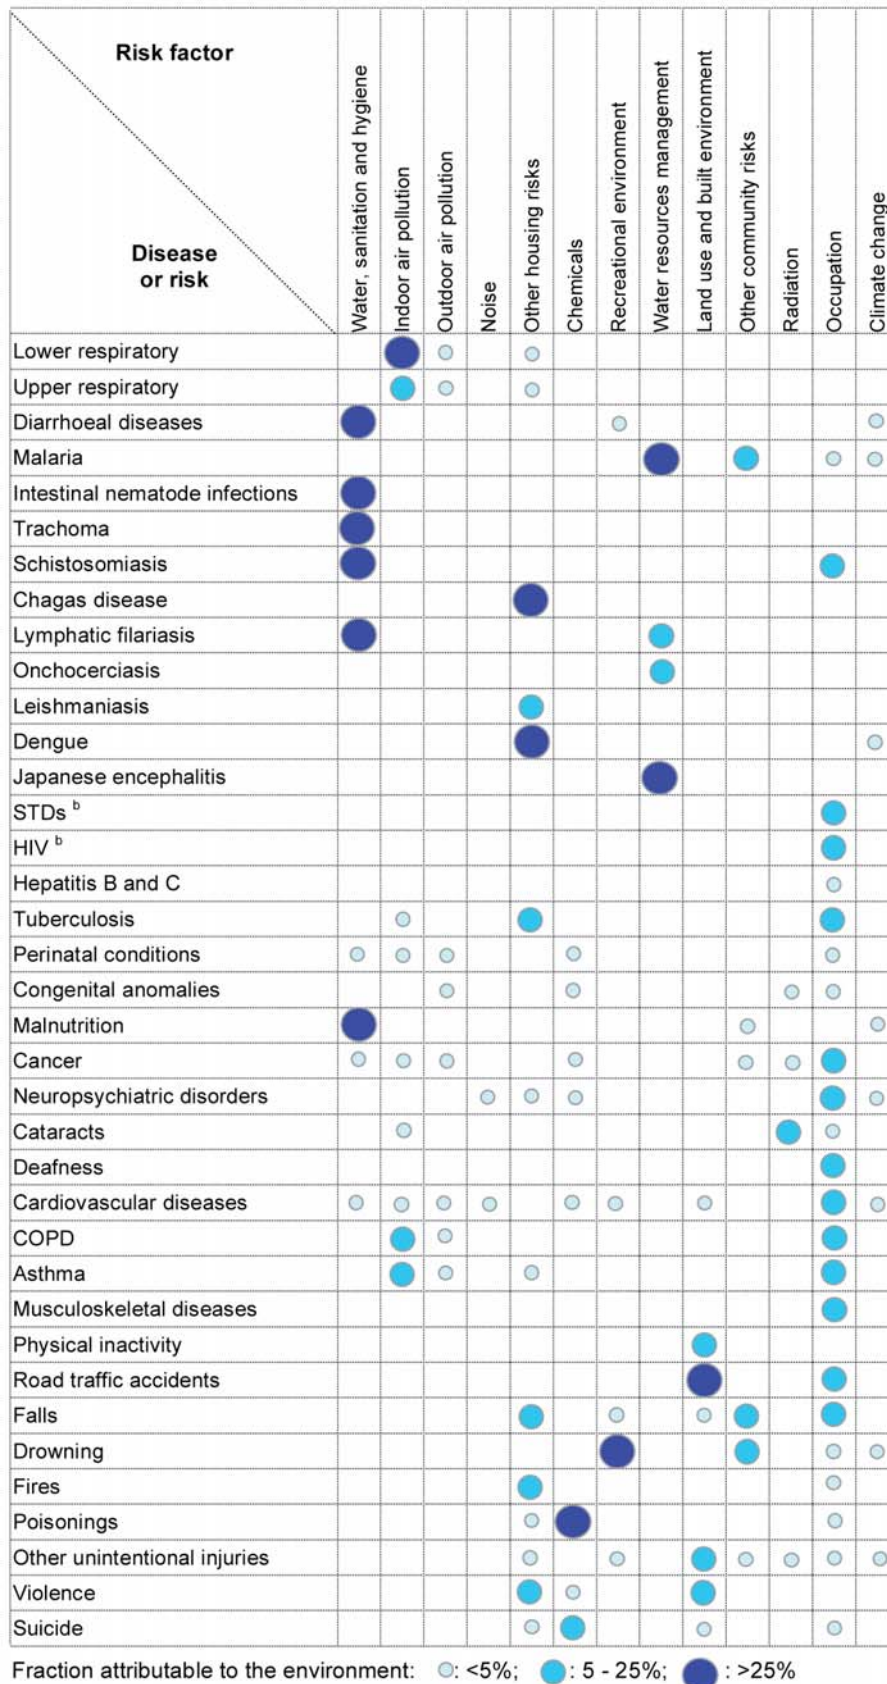 Risk factor
Disease
or risk
Water, sanitation and hygiene
Indoor air pollution
Outdoor air pollution
Noise
Other housing risks
Chemicals
Recreational environment
Water resources management
Land use and built environment
Other community risks
Radiation
Occupation
Climate change
Lower respiratory
Upper respiratory
Diarrhoeal diseases
Malaria
Intestinal nematode infections
Trachoma
Schistosomiasis
Chagas disease
Lymphatic filariasis
Onchocerciasis
Leishmaniasis
Dengue
Japanese encephalitis
STDs b
HIV b
Hepatitis B and C
Tuberculosis
Perinatal conditions
Congenital anomalies
Malnutrition
Cancer
Neuropsychiatric disorders
Cataracts
Deafness
Cardiovascular diseases
COPD
Asthma
Musculoskeletal diseases
Physical inactivity
Road traffic accidents
Falls
Drowning
Fires
Poisonings
Other unintentional injuries
Violence
Suicide
Fraction attributable to the environment: : <5%; : 5 - 25%; : >25%